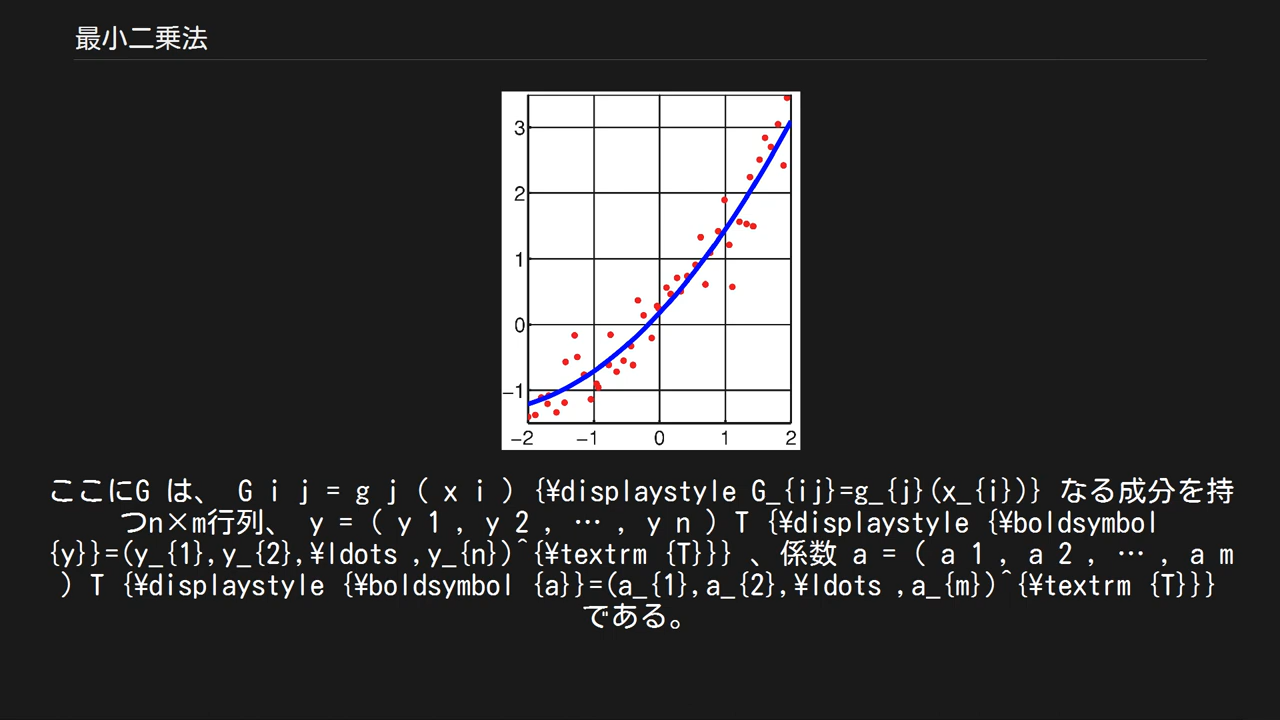 最小二乗法
3
2
1
0
−1
−2 −1 0 1 2
ここにG は、 G i j = g j ( x i ) {¥displaystyle G_{ij}=g_{j}(x_{i})} なる成分を持
つn×m行列、 y = ( y 1 , y 2 , … , y n ) T {¥displaystyle {¥boldsymbol
{y}}=(y_{1},y_{2},¥ldots ,y_{n})^{¥textrm {T}}} 、係数 a = ( a 1 , a 2 , … , a m
) T {¥displaystyle {¥boldsymbol {a}}=(a_{1},a_{2},¥ldots ,a_{m})^{¥textrm {T}}}
である。